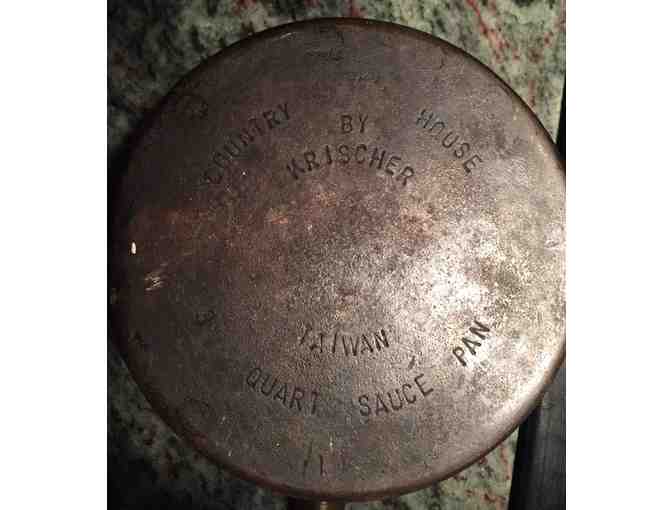 COUNTRY BY HOUSE
KRISCHER
TAIWAN
QUART SAUCE PAN